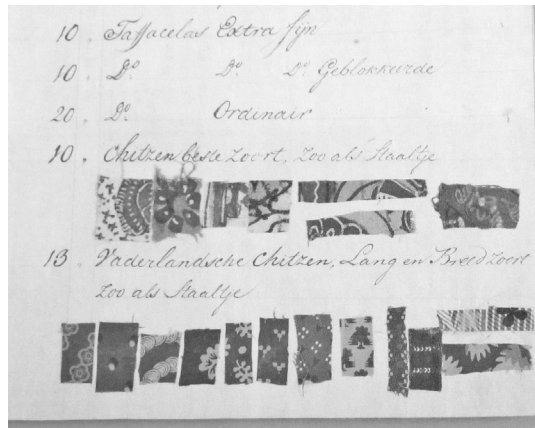 10. Taffacelas Extra fijn
10. Do Do Do Geblokkeerde
20. Do Ordinair
10. Chitzen beste zoort, zoo als Staaltje
13. Vaderlandsche Chitzen, Lang en Breed zoort
zoo als Staaltje